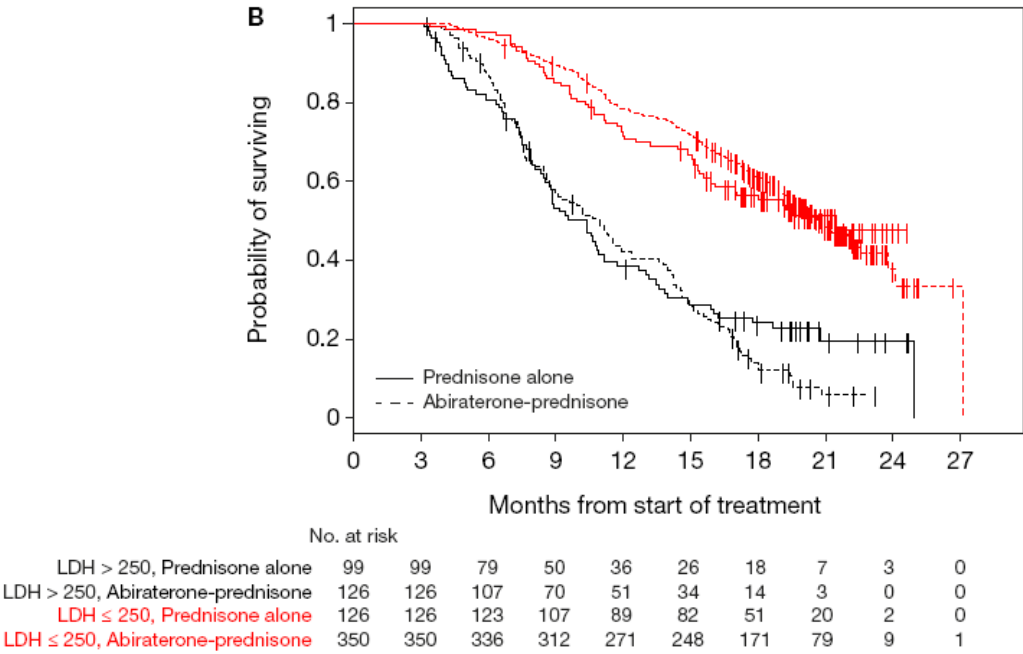 B
Probability of surviving
1
0.8
0.6
0.4
0.2
0
Prednisone alone
Abiraterone-prednisone
0 3 6 9 12 15 18 21 24 27
Months from start of treatment
No. at risk
LDH > 250, Prednisone alone 99 99 79 50 36 26 18 7 3 0
LDH > 250, Abiraterone-prednisone 126 126 107 70 51 34 14 3 0 0
LDH ≤ 250, Prednisone alone 126 126 123 107 89 82 51 20 2 0
LDH ≤ 250, Abiraterone-prednisone 350 350 336 312 271 248 171 79 9 1